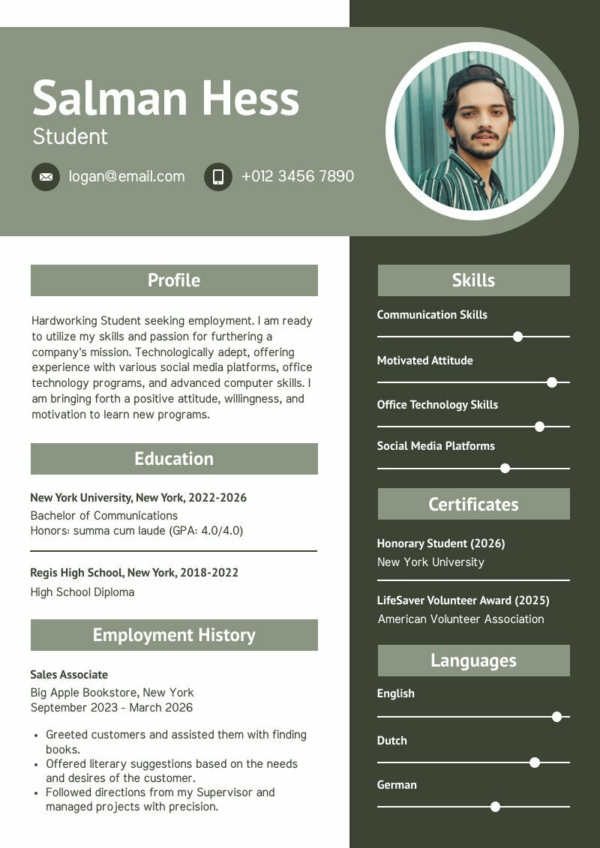 Salman Hess
Student
logan@email.com
+012 3456 7890
Profile
Hardworking Student seeking employment. I am ready
to utilize my skills and passion for furthering a
company's mission. Technologically adept, offering
experience with various social media platforms, office
technology programs, and advanced computer skills. I
am bringing forth a positive attitude, willingness, and
motivation to learn new programs.
Education
New York University, New York, 2022-2026
Bachelor of Communications
Honors: summa cum laude (GPA: 4.0/4.0)
Regis High School, New York, 2018-2022
High School Diploma
Employment History
Sales Associate
Big Apple Bookstore, New York
September 2023 - March 2026
• Greeted customers and assisted them with finding
books.
• Offered literary suggestions based on the needs
and desires of the customer.
• Followed directions from my Supervisor and
managed projects with precision.
Skills
Communication Skills
Motivated Attitude
Office Technology Skills
Social Media Platforms
Certificates
Honorary Student (2026)
New York University
LifeSaver Volunteer Award (2025)
American Volunteer Association
Languages
English
Dutch
German